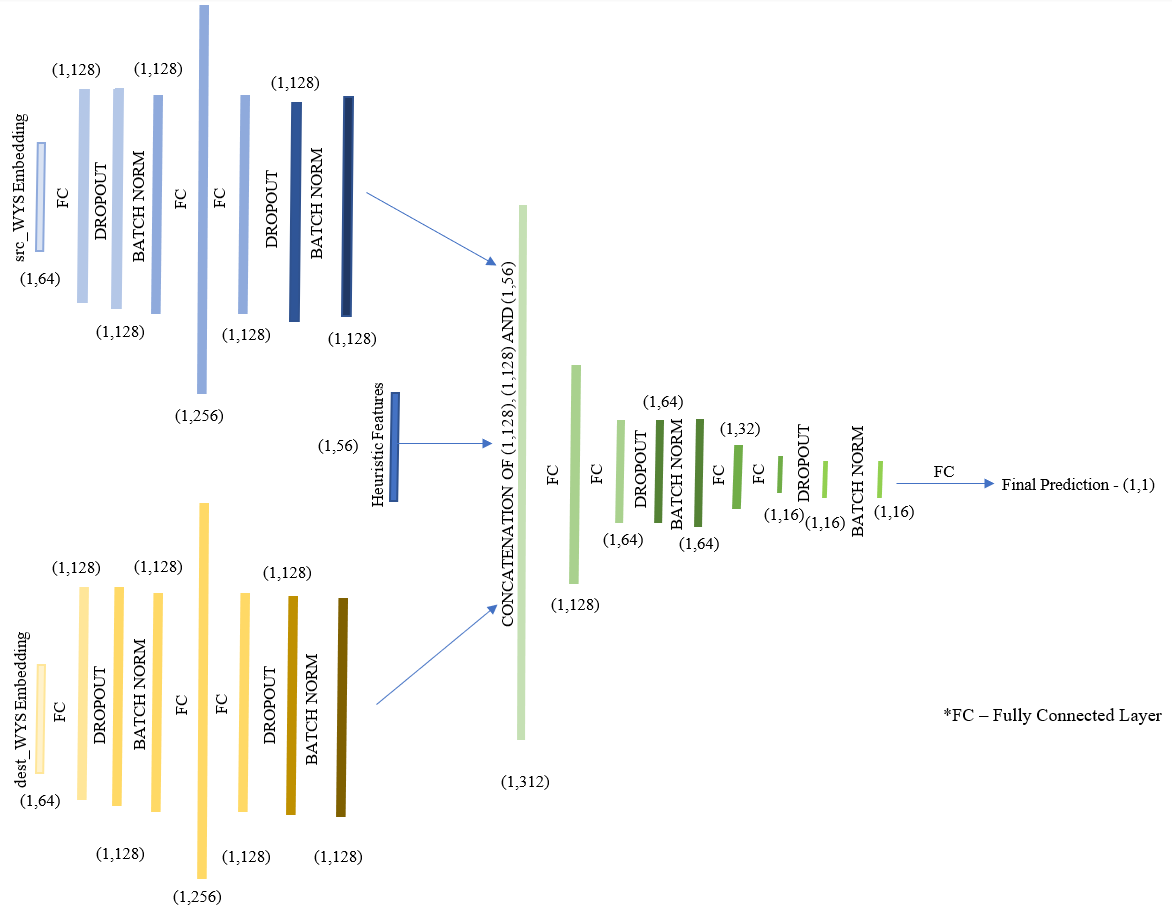 src_WYS Embedding
(1,64)
FC
(1,128)
DROPOUT
(1,128)
BATCH NORM
(1,128)
FC
(1,256)
FC
(1,128)
DROPOUT
(1,128)
BATCH NORM
(1,128)
Heuristic Features
(1,56)
dest_WYS Embedding
(1,64)
FC
(1,128)
DROPOUT
(1,128)
BATCH NORM
(1,128)
FC
(1,256)
FC
(1,128)
DROPOUT
(1,128)
BATCH NORM
(1,128)
CONCATENATION OF (1,128), (1,128) AND (1,56)
(1,312)
FC
(1,128)
FC
(1,64)
DROPOUT
(1,64)
BATCH NORM
(1,64)
FC
(1,32)
FC
(1,16)
DROPOUT
(1,16)
BATCH NORM
(1,16)
FC
Final Prediction - (1,1)
*FC – Fully Connected Layer